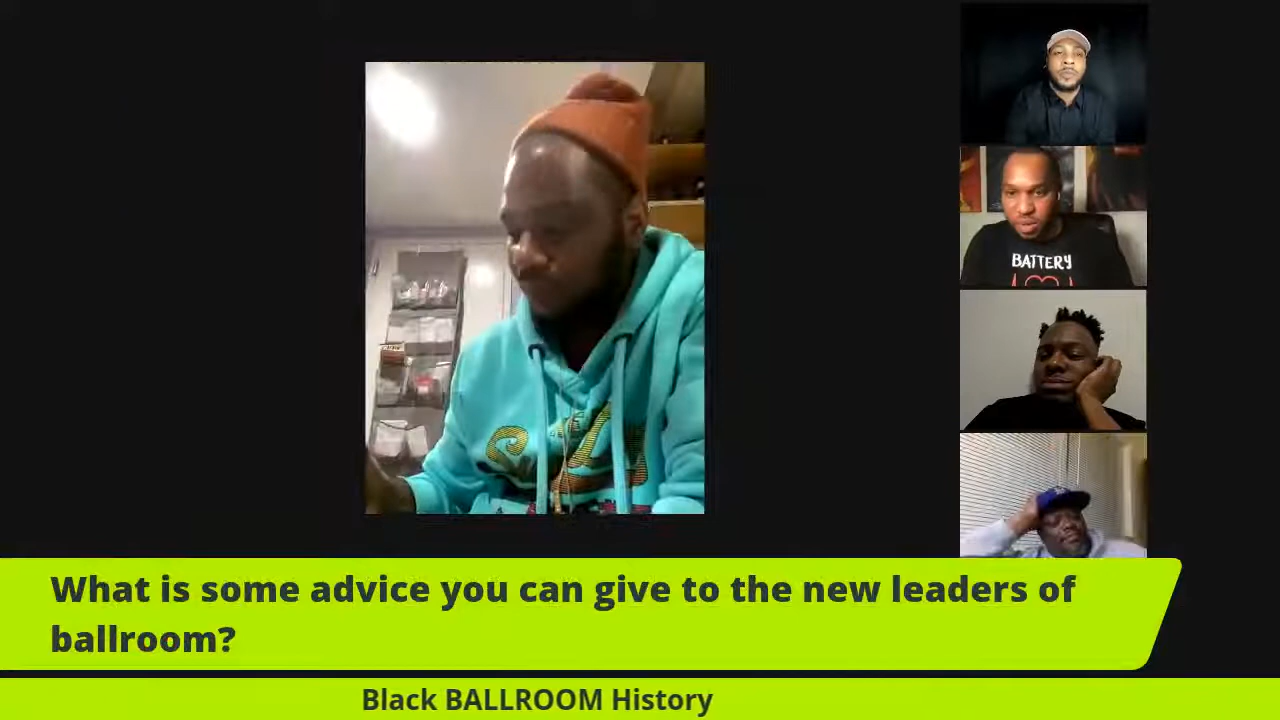 BATTERY
What is some advice you can give to the new leaders of
ballroom?
Black BALLROOM History